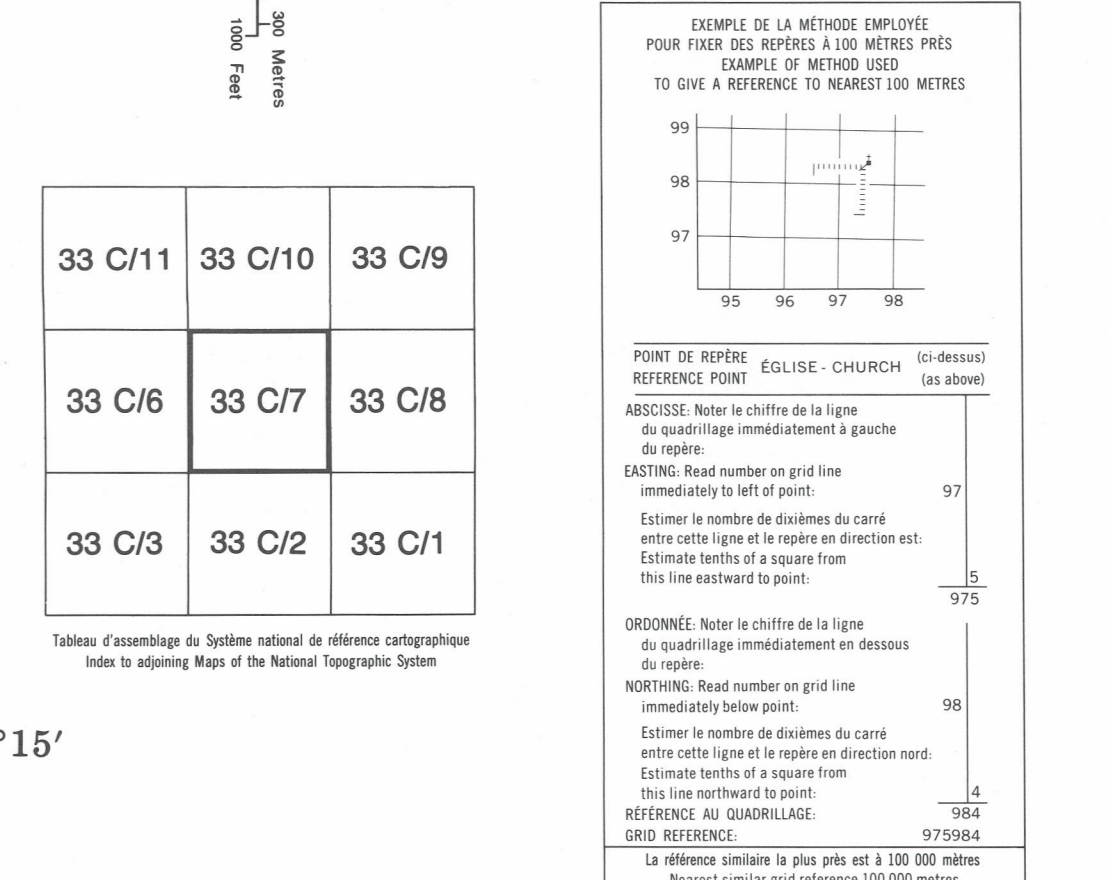 300 Metres
1000 Feet
33 C/11 33 C/10 33 C/9
33 C/6 33 C/7 33 C/8
33 C/3 33 C/2 33 C/1
Tableau d'assemblage du Système national de référence cartographique
Index to adjoining Maps of the National Topographic System
°15′
EXEMPLE DE LA MÉTHODE EMPLOYÉE
POUR FIXER DES REPÈRES À 100 MÈTRES PRÈS
EXAMPLE OF METHOD USED
TO GIVE A REFERENCE TO NEAREST 100 METRES
99
98
97
95 96 97 98
POINT DE REPÈRE
REFERENCE POINT
ÉGLISE - CHURCH
(ci-dessus)
(as above)
ABSCISSE: Noter le chiffre de la ligne
du quadrillage immédiatement à gauche
du repère:
EASTING: Read number on grid line
immediately to left of point: 97
Estimer le nombre de dixièmes du carré
entre cette ligne et le repère en direction est:
Estimate tenths of a square from
this line eastward to point: 5
975
ORDONNÉE: Noter le chiffre de la ligne
du quadrillage immédiatement en dessous
du repère:
NORTHING: Read number on grid line
immediately below point: 98
Estimer le nombre de dixièmes du carré
entre cette ligne et le repère en direction nord:
Estimate tenths of a square from
this line northward to point: 4
RÉFÉRENCE AU QUADRILLAGE: 984
GRID REFERENCE: 975984
La référence similaire la plus près est à 100 000 mètres
Nearest similar grid reference 100 000 metres